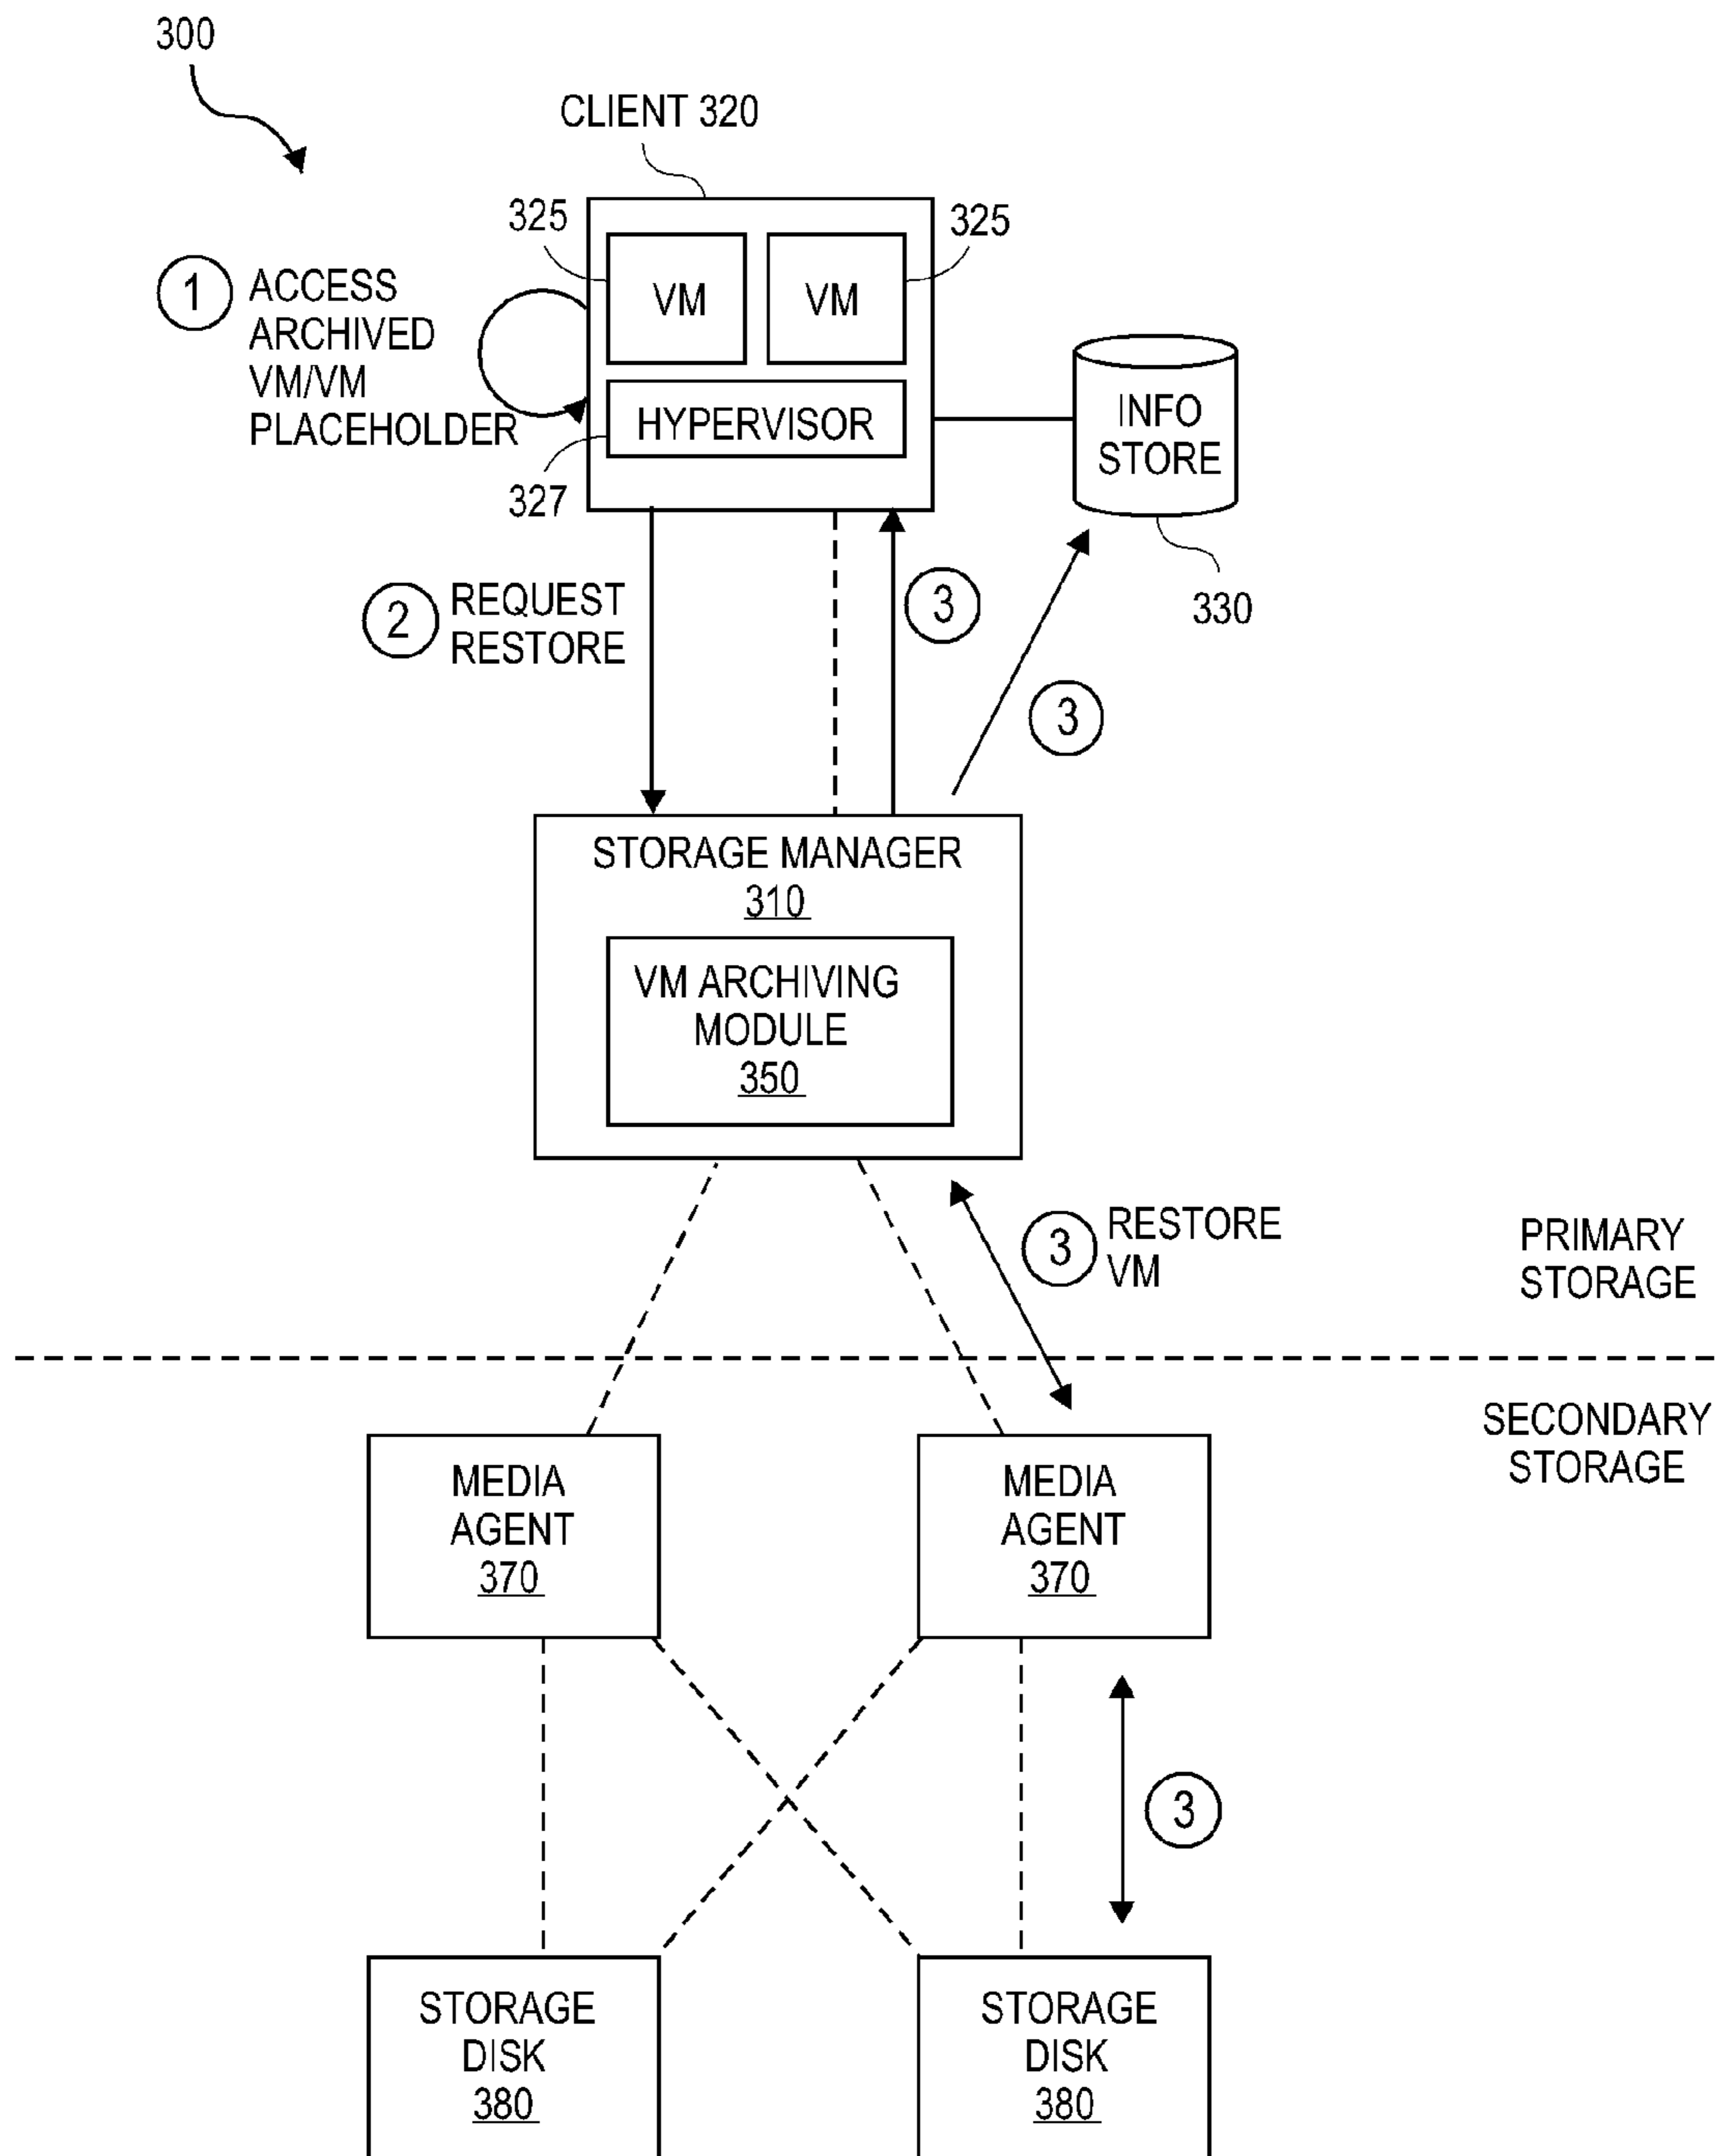 300
CLIENT 320
325
325
VM
VM
1
ACCESS
ARCHIVED
VM/VM
PLACEHOLDER
HYPERVISOR
327
INFO
STORE
330
2
REQUEST
RESTORE
3
3
STORAGE MANAGER
310
VM ARCHIVING
MODULE
350
3
RESTORE
VM
PRIMARY
STORAGE
SECONDARY
STORAGE
MEDIA
AGENT
370
MEDIA
AGENT
370
3
STORAGE
DISK
380
STORAGE
DISK
380